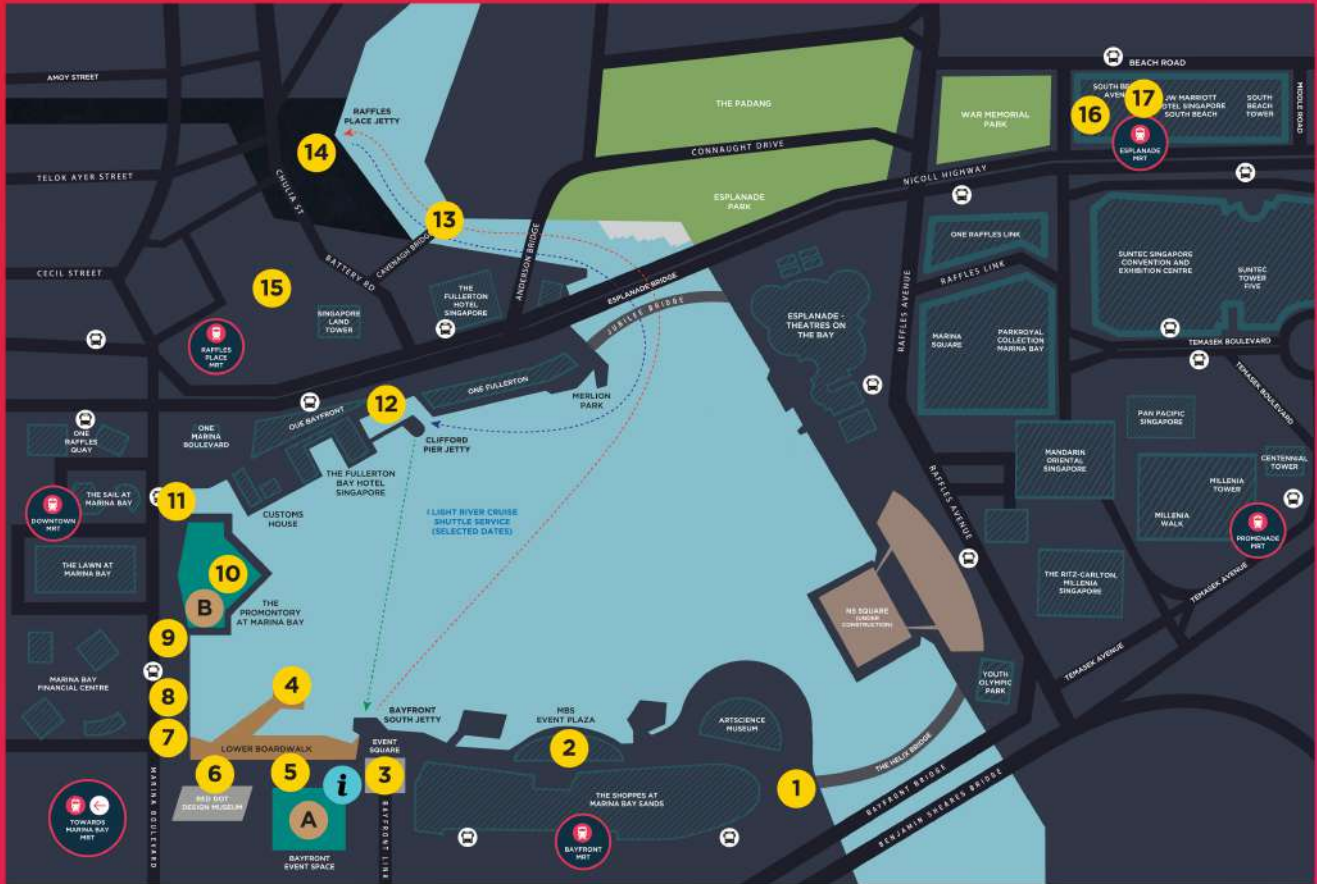 BEACH ROAD
AMOY STREET
RAFFLES
PLACE JETTY
THE PADANG
WAR MEMORIAL
PARK
17
16
JW MARRIOTT
HOTEL SINGAPORE
SOUTH BEACH
SOUTH
BEACH
TOWER
MIDDLE ROAD
ESPLANADE
MRT
14
CONNAUGHT DRIVE
TELOK AYER STREET
CHULIA ST
NICOLL HIGHWAY
ESPLANADE
PARK
13
ONE RAFFLES LINK
ANDERSON BRIDGE
CAVENAGH BRIDGE
BATTERY RD
CECIL STREET
15
RAFFLES LINK
SUNTEC SINGAPORE
CONVENTION AND
EXHIBITION CENTRE
SUNTEC
TOWER
FIVE
THE
FULLERTON
HOTEL
SINGAPORE
ESPLANADE BRIDGE
JUBILEE BRIDGE
SINGAPORE
LAND
TOWER
ESPLANADE -
THEATRES ON
THE BAY
RAFFLES AVENUE
MARINA
SQUARE
PARKROYAL
COLLECTION
MARINA BAY
TEMASEK BOULEVARD
RAFFLES
PLACE
MRT
TEMASEK BOULEVARD
ONE FULLERTON
MERLION
PARK
12
OUE BAYFRONT
ONE
MARINA
BOULEVARD
ONE
RAFFLES
QUAY
CLIFFORD
PIER JETTY
PAN PACIFIC
SINGAPORE
MANDARIN
ORIENTAL
SINGAPORE
CENTENNIAL
TOWER
THE FULLERTON
BAY HOTEL
SINGAPORE
MILLENIA
TOWER
RAFFLES AVENUE
THE SAIL AT
MARINA BAY
11
DOWNTOWN
MRT
CUSTOMS
HOUSE
I LIGHT RIVER CRUISE
SHUTTLE SERVICE
(SELECTED DATES)
MILLENIA
WALK
PROMENADE
MRT
THE LAWN AT
MARINA BAY
10
B
THE
PROMONTORY
AT MARINA BAY
THE RITZ-CARLTON,
MILLENIA
SINGAPORE
TEMASEK AVENUE
NS SQUARE
(UNDER
CONSTRUCTION)
9
TEMASEK AVENUE
MARINA BAY
FINANCIAL CENTRE
YOUTH
OLYMPIC
PARK
8
4
BAYFRONT
SOUTH JETTY
MBS
EVENT PLAZA
ARTSCIENCE
MUSEUM
7
LOWER BOARDWALK
EVENT
SQUARE
2
THE HELIX BRIDGE
6
5
i
3
1
RED DOT
DESIGN MUSEUM
THE SHOPPES AT
MARINA BAY SANDS
BAYFRONT BRIDGE
BENJAMIN SHEARES BRIDGE
MARINA BOULEVARD
TOWARDS
MARINA BAY
MRT
A
BAYFRONT
EVENT SPACE
BAYFRONT LINK
BAYFRONT
MRT